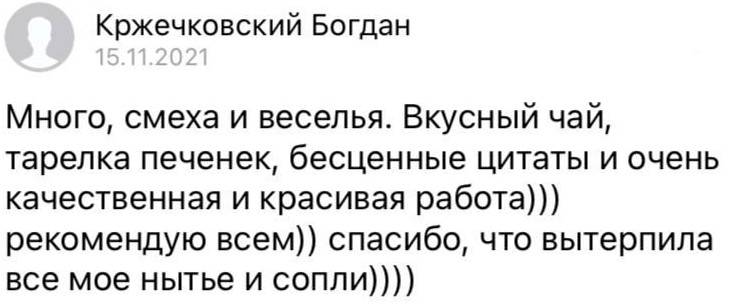 Кржечковский Богдан
15.11.2021
Много, смеха и веселья. Вкусный чай,
тарелка печенек, бесценные цитаты и очень
качественная и красивая работа)))
рекомендую всем)) спасибо, что вытерпила
все мое нытье и сопли))))